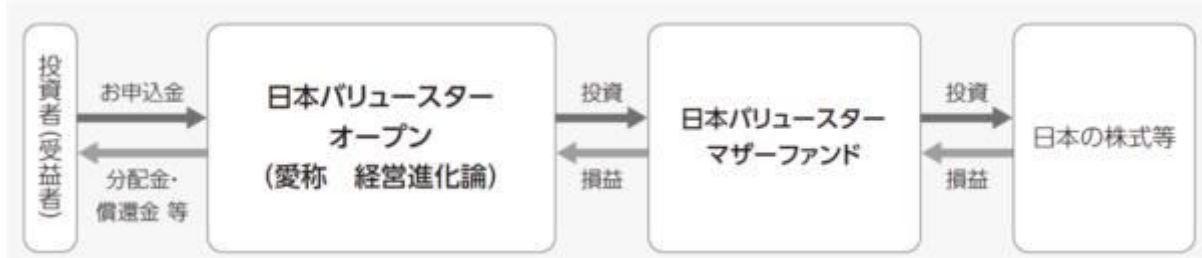 投資者(受益者)
お申込金
分配金・
償還金 等
日本バリュースター
オープン
(愛称　経営進化論)
投資
損益
日本バリュースター
マザーファンド
投資
損益
日本の株式等